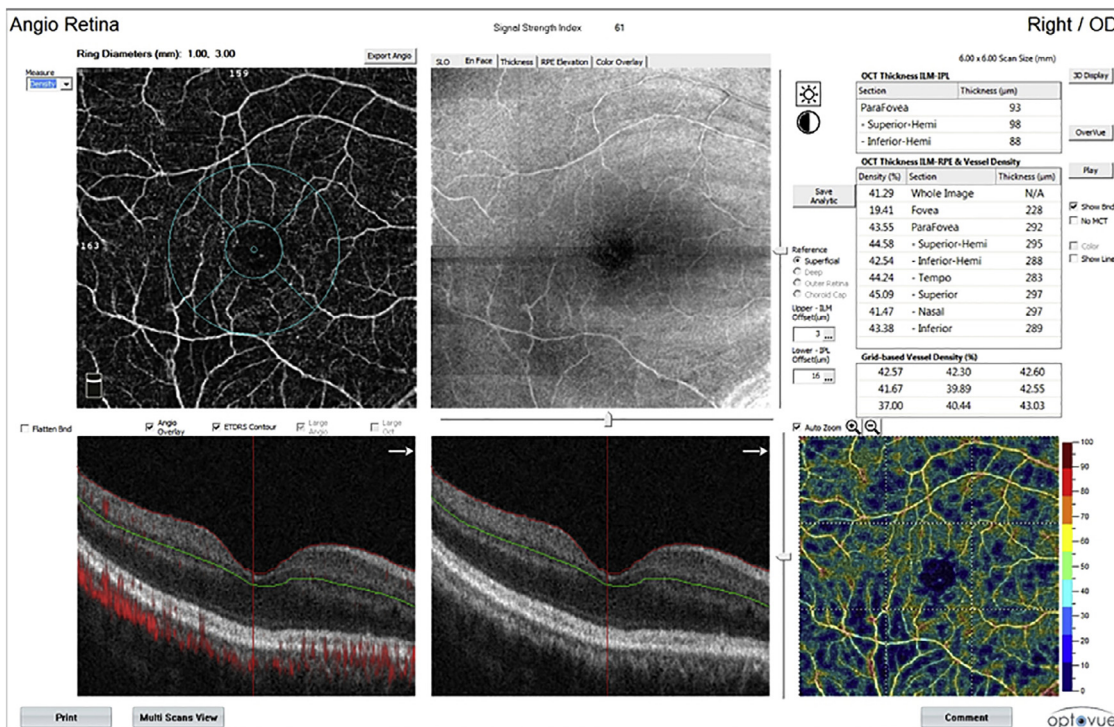 Angio Retina
Signal Strength Index 61
Right / OD
Ring Diameters (mm): 1.00, 3.00
Export Angio
Measure
Density
159
163
SLO En Face Thickness RPE Elevation Color Overlay
6.00 x 6.00 Scan Size (mm)
OCT Thickness ILM-IPL
Section Thickness (µm)
ParaFovea 93
- Superior-Hemi 98
- Inferior-Hemi 88
OCT Thickness ILM-RPE & Vessel Density
Density (%) Section Thickness (µm)
41.29 Whole Image N/A
19.41 Fovea 228
43.55 ParaFovea 292
44.58 - Superior-Hemi 295
42.54 - Inferior-Hemi 288
44.24 - Tempo 283
45.09 - Superior 297
41.47 - Nasal 297
43.38 - Inferior 289
Grid-based Vessel Density (%)
42.57 42.30 42.60
41.67 39.89 42.55
37.00 40.44 43.03
3D Display
OverVue
Play
Show Bnd
No MCT
Color
Show Line
Save
Analytic
Reference
Superficial
Deep
Outer Retina
Choroid Cap
Upper - ILM
Offset(um)
3 ...
Lower - IPL
Offset(um)
16 ...
Flatten Bnd
Angio
Overlay
ETDRS Contour
Large
Angio
Large
Oct
Auto Zoom
100
90
80
70
60
50
40
30
20
10
0
Print
Multi Scans View
Comment
optovue